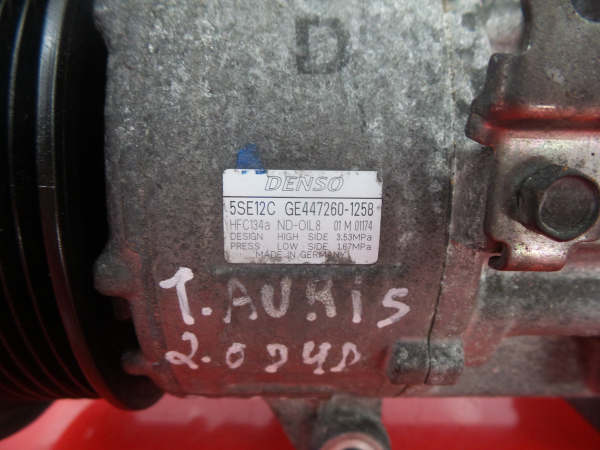 D
DENSO
5SE12C GE447260-1258
HFC134a ND-OIL8 01 M 01174
DESIGN HIGH SIDE 3.53MPa
PRESS LOW SIDE 1.67MPa
MADE IN GERMANY
T. AURIS
2.0 D4D